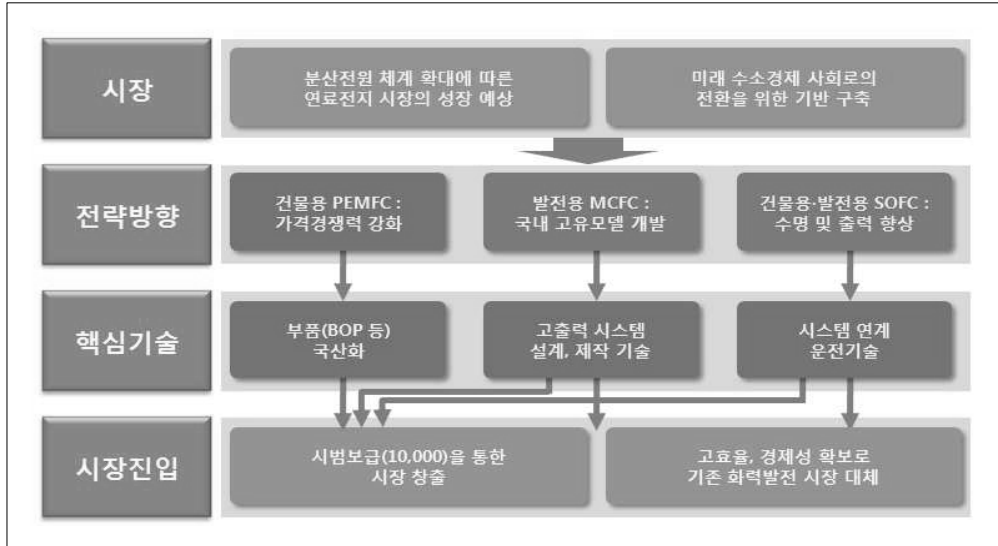 시장
분산전원 체계 확대에 따른
연료전지 시장의 성장 예상
미래 수소경제 사회로의
전환을 위한 기반 구축
전략방향
건물용 PEMFC :
가격경쟁력 강화
발전용 MCFC :
국내 고유모델 개발
건물용·발전용 SOFC :
수명 및 출력 향상
핵심기술
부품(BOP 등)
국산화
고출력 시스템
설계, 제작 기술
시스템 연계
운전기술
시장진입
시범보급(10,000)을 통한
시장 창출
고효율, 경제성 확보로
기존 화력발전 시장 대체